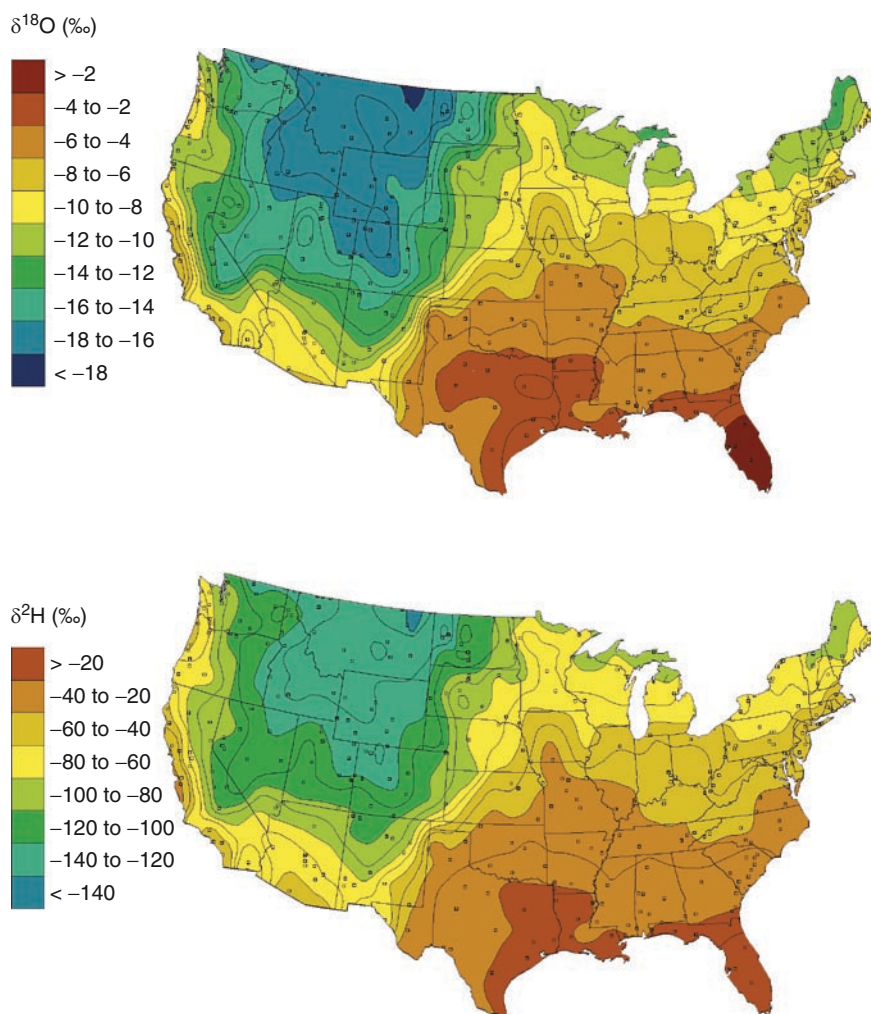 δ18O (‰)
> –2
–4 to –2
–6 to –4
–8 to –6
–10 to –8
–12 to –10
–14 to –12
–16 to –14
–18 to –16
< –18
δ2H (‰)
> –20
–40 to –20
–60 to –40
–80 to –60
–100 to –80
–120 to –100
–140 to –120
< –140